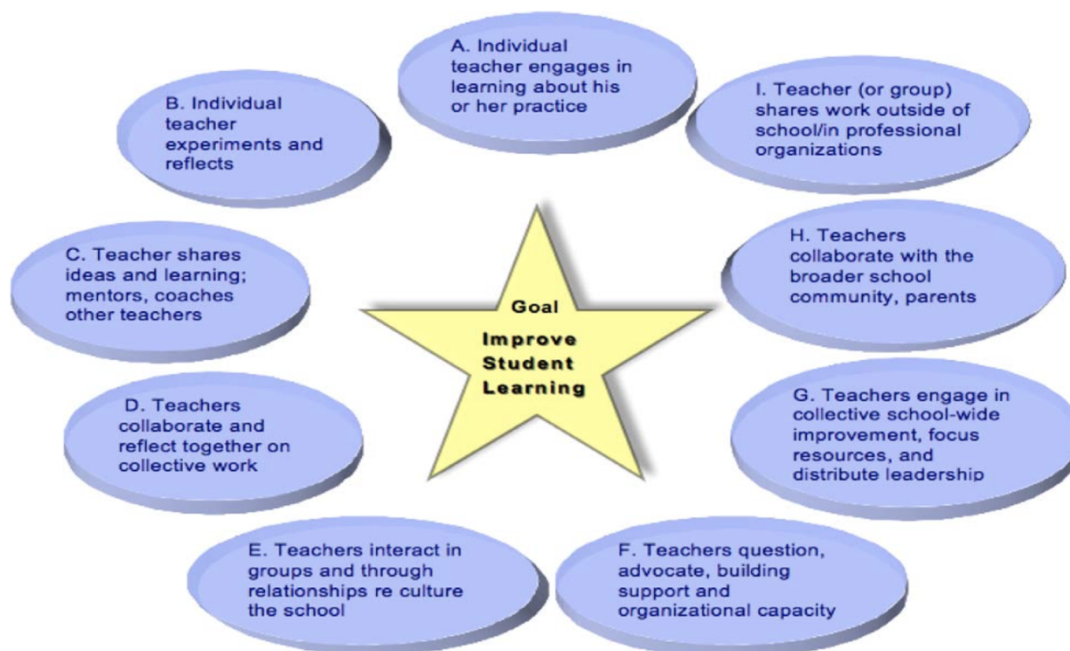 A. Individual
teacher engages in
learning about his
or her practice
B. Individual
teacher
experiments and
reflects
C. Teacher shares
ideas and learning;
mentors, coaches
other teachers
D. Teachers
collaborate and
reflect together on
collective work
E. Teachers interact in
groups and through
relationships re culture
the school
F. Teachers question,
advocate, building
support and
organizational capacity
G. Teachers engage in
collective school-wide
improvement, focus
resources, and
distribute leadership
H. Teachers
collaborate with the
broader school
community, parents
I. Teacher (or group)
shares work outside of
school/in professional
organizations
Goal
Improve
Student
Learning